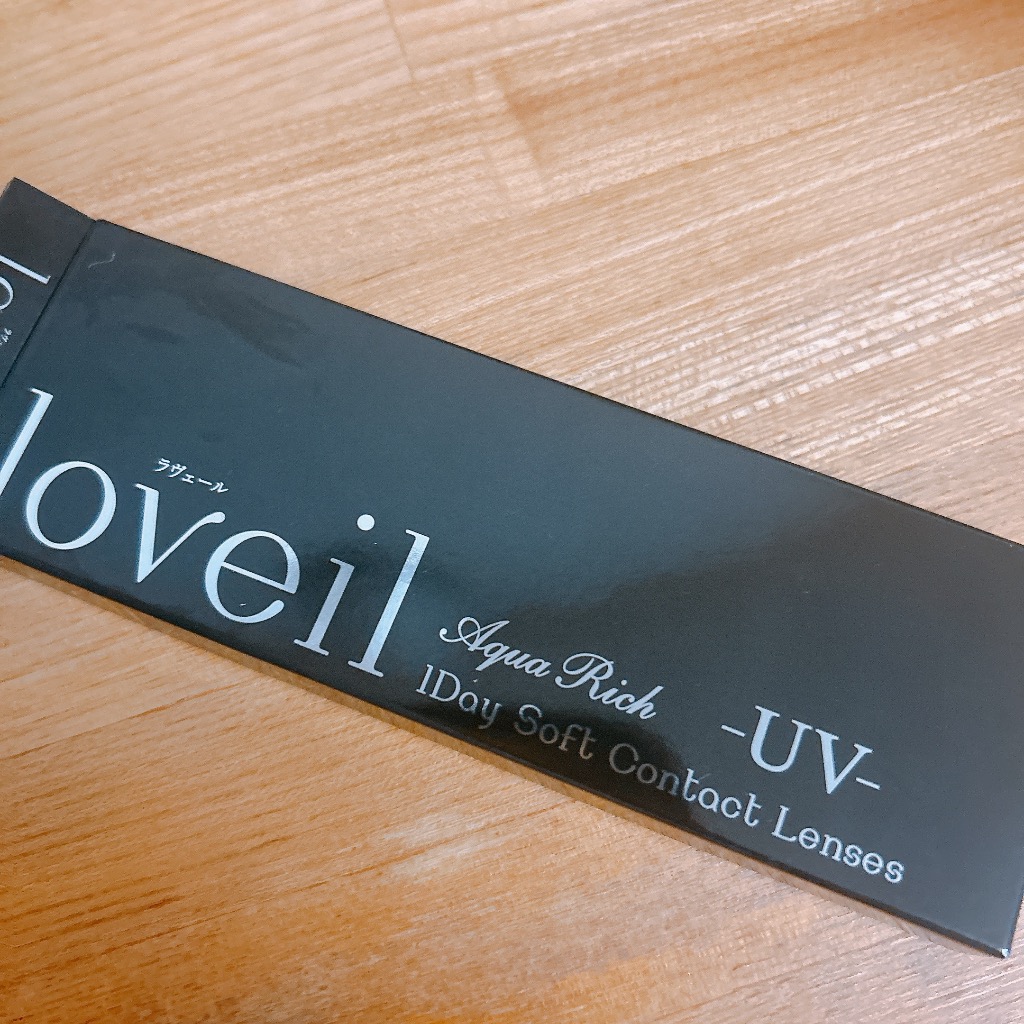 ラヴェール
loveil
Aqua Rich
-UV-
1Day Soft Contact Lenses